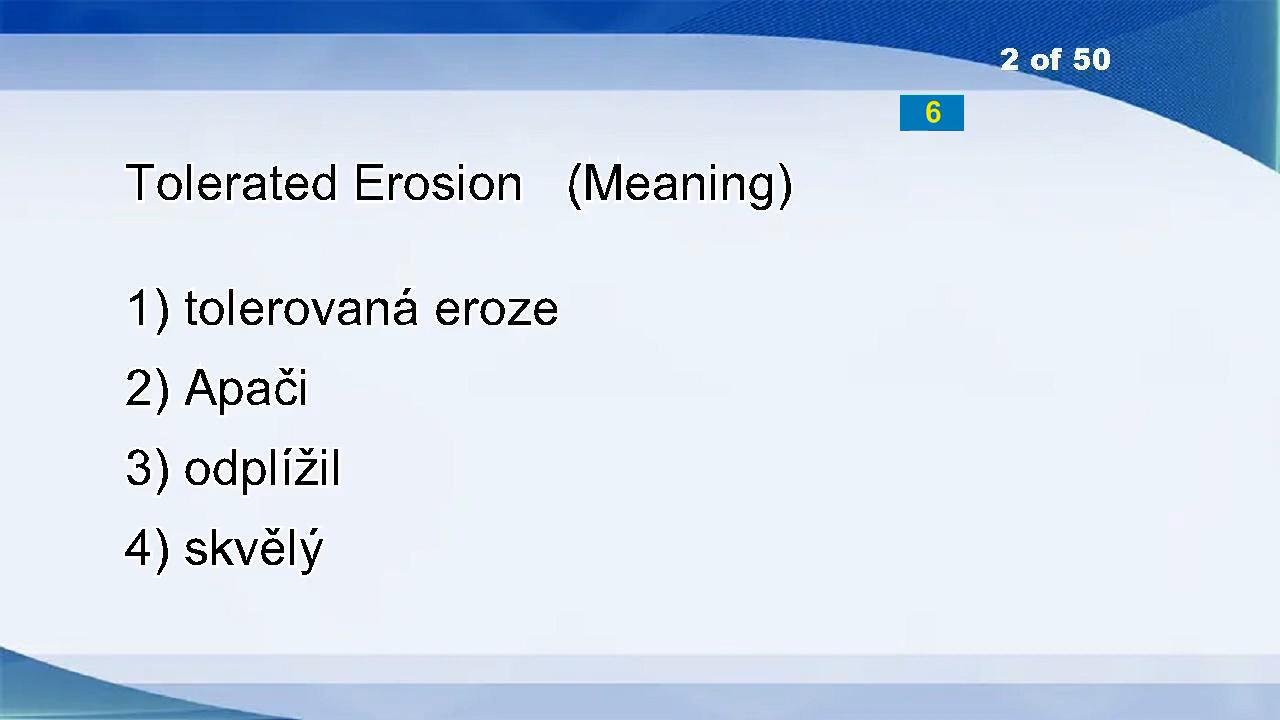 2 of 50
6
Tolerated Erosion (Meaning)
1) tolerovaná eroze
2) Apači
3) odplížil
4) skvělý